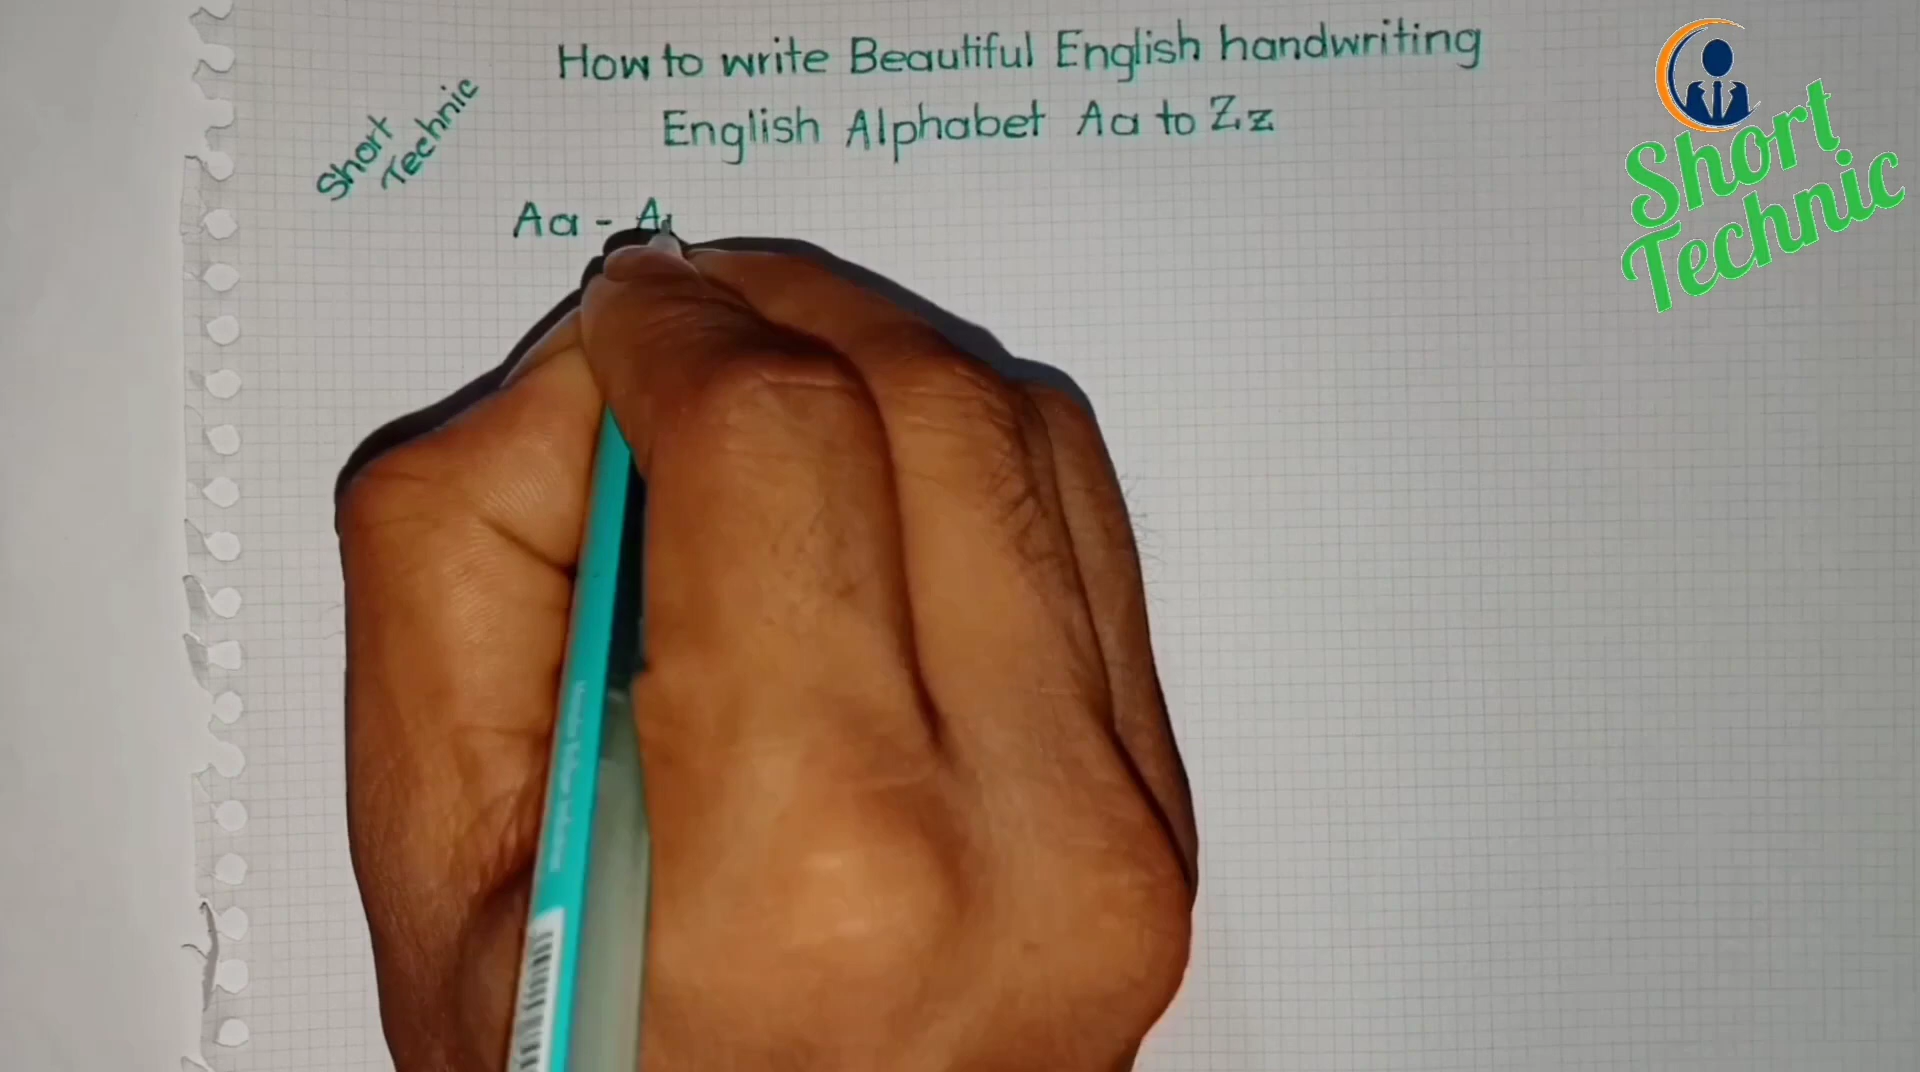 How to write Beautiful English handwriting
English Alphabet Aa to Zz
Short
Technic
Aa - A
Short
Technic